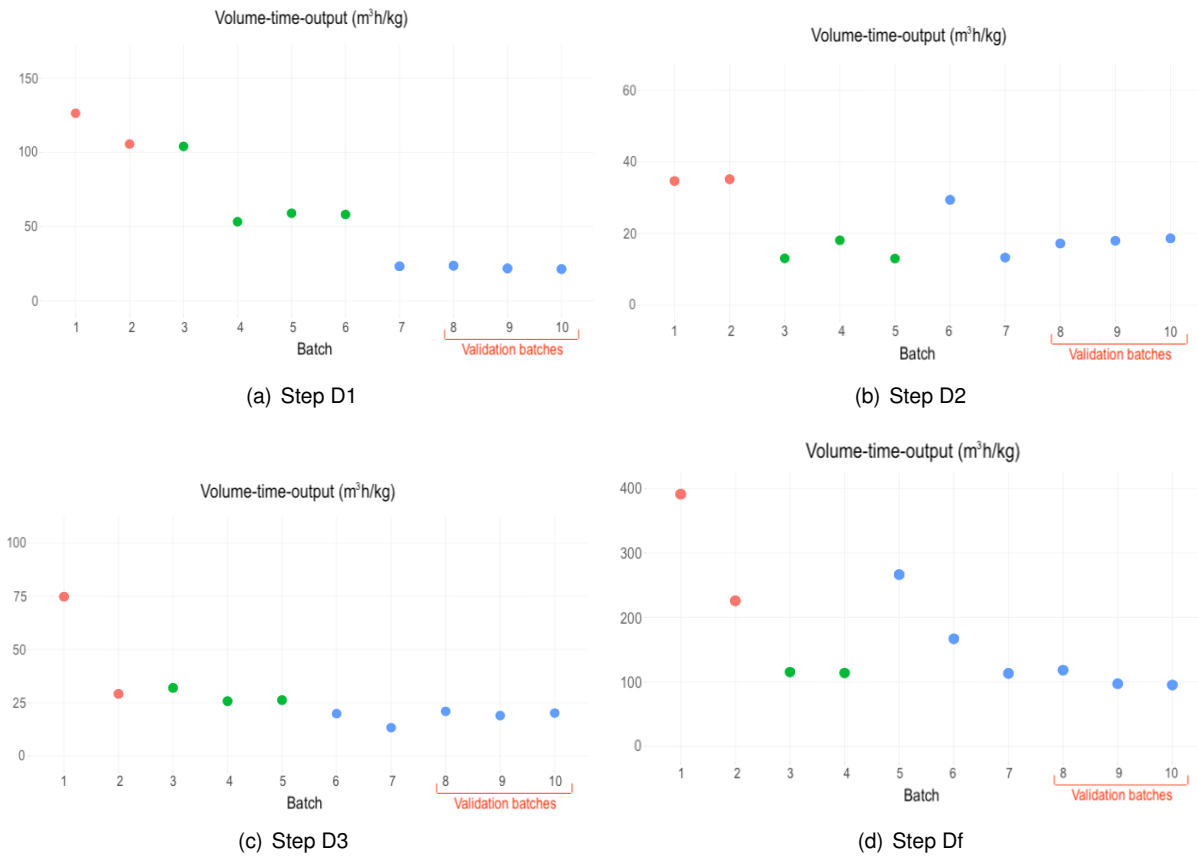 Volume-time-output (m³h/kg)
150
100
50
0
1 2 3 4 5 6 7 8 9 10
Batch
Validation batches
(a) Step D1
Volume-time-output (m³h/kg)
60
40
20
0
1 2 3 4 5 6 7 8 9 10
Batch
Validation batches
(b) Step D2
Volume-time-output (m³h/kg)
100
75
50
25
0
1 2 3 4 5 6 7 8 9 10
Batch
Validation batches
(c) Step D3
Volume-time-output (m³h/kg)
400
300
200
100
0
1 2 3 4 5 6 7 8 9 10
Batch
Validation batches
(d) Step Df